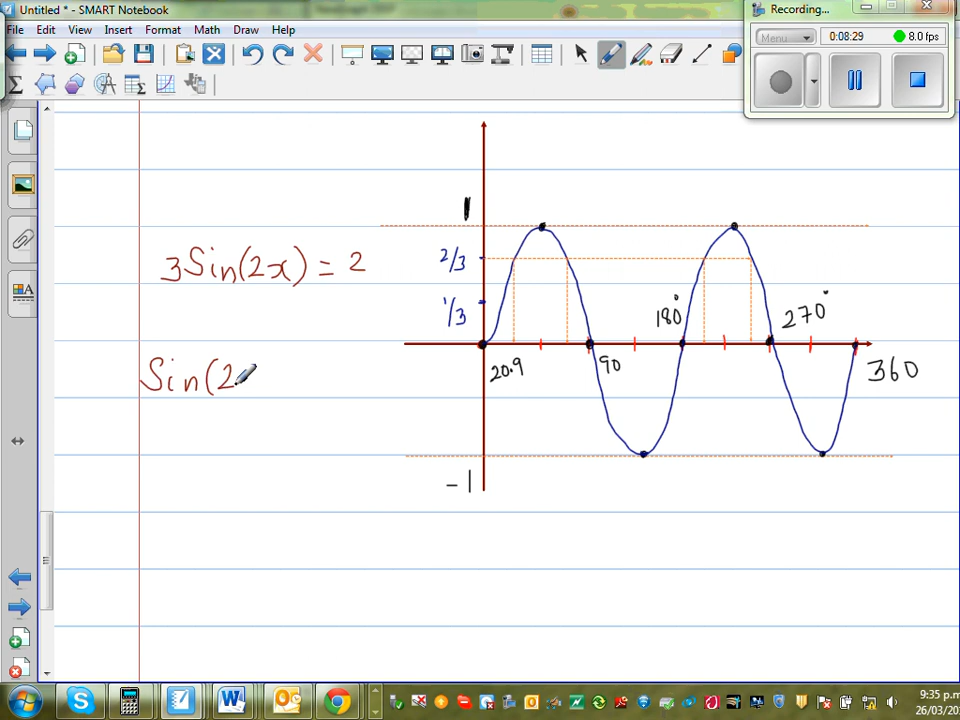 Untitled * - SMART Notebook
Recording...
File Edit View Insert Format Math Draw Help
Menu
0:08:29
8.0 fps
1
3Sin(2x) = 2
2/3
1/3
180°
270°
Sin(2
20.9
90
360
-1
9:35 p.m
26/03/20